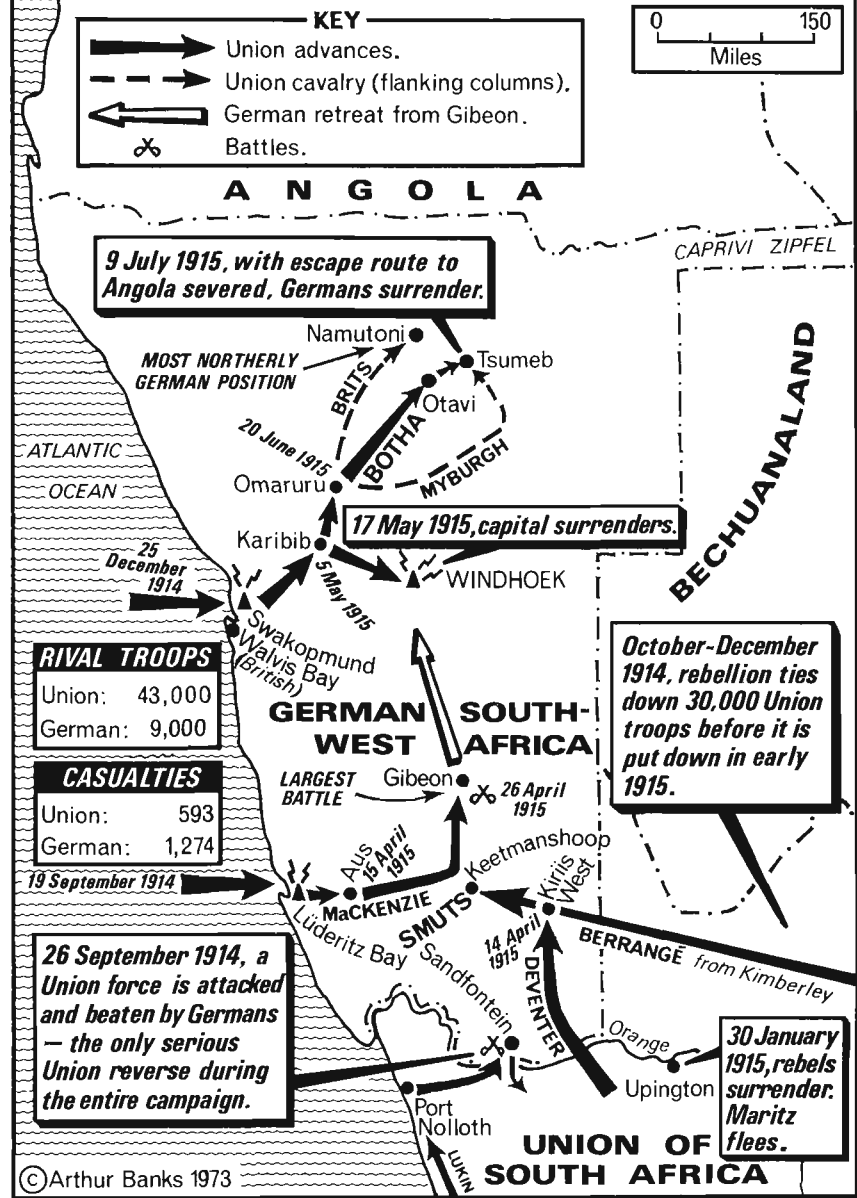 KEY
Union advances.
Union cavalry (flanking columns).
German retreat from Gibeon.
Battles.
0 150
Miles
ANGOLA
CAPRIVI ZIPFEL
9 July 1915, with escape route to
Angola severed, Germans surrender.
Namutoni
MOST NORTHERLY
GERMAN POSITION
Tsumeb
BRITS
Otavi
BOTHA
MYBURGH
20 June 1915
Omaruru
ATLANTIC
OCEAN
BECHUANALAND
17 May 1915, capital surrenders.
Karibib
5 May 1915
WINDHOEK
25
December
1914
Swakopmund
Walvis Bay
(British)
RIVAL TROOPS
Union: 43,000
German: 9,000
October-December
1914, rebellion ties
down 30,000 Union
troops before it is
put down in early
1915.
GERMAN SOUTH-
WEST AFRICA
CASUALTIES
Union: 593
German: 1,274
LARGEST
BATTLE
Gibeon
26 April
1915
19 September 1914
Aus
15 April
1915
MaCKENZIE
Lüderitz Bay
Keetmanshoop
SMUTS
Kiriis
West
14 April
1915
BERRANGÉ from Kimberley
DEVENTER
Sandfontein
26 September 1914, a
Union force is attacked
and beaten by Germans
– the only serious
Union reverse during
the entire campaign.
Orange
Upington
30 January
1915, rebels
surrender.
Maritz
flees.
Port
Nolloth
LUKIN
UNION OF
SOUTH AFRICA
© Arthur Banks 1973